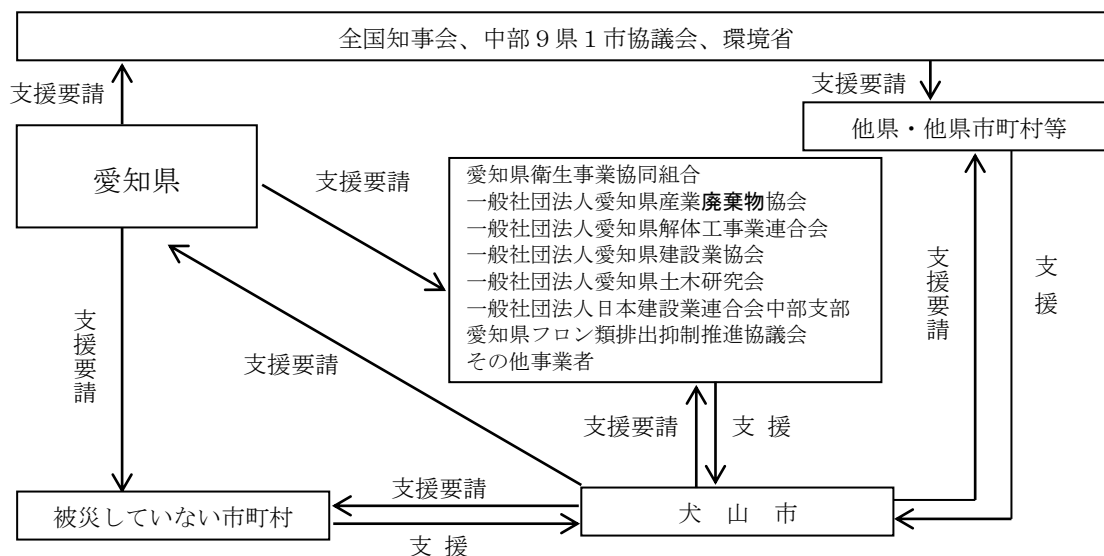 全国知事会、中部９県１市協議会、環境省
支援要請
支援要請
他県・他県市町村等
愛知県
支援要請
愛知県衛生事業協同組合
一般社団法人愛知県産業廃棄物協会
一般社団法人愛知県解体工事業連合会
一般社団法人愛知県建設業協会
一般社団法人愛知県土木研究会
一般社団法人日本建設業連合会中部支部
愛知県フロン類排出抑制推進協議会
その他事業者
支援要請
支援要請
支援要請
支 援
支援要請
支 援
支援要請
被災していない市町村
支 援
犬 山 市